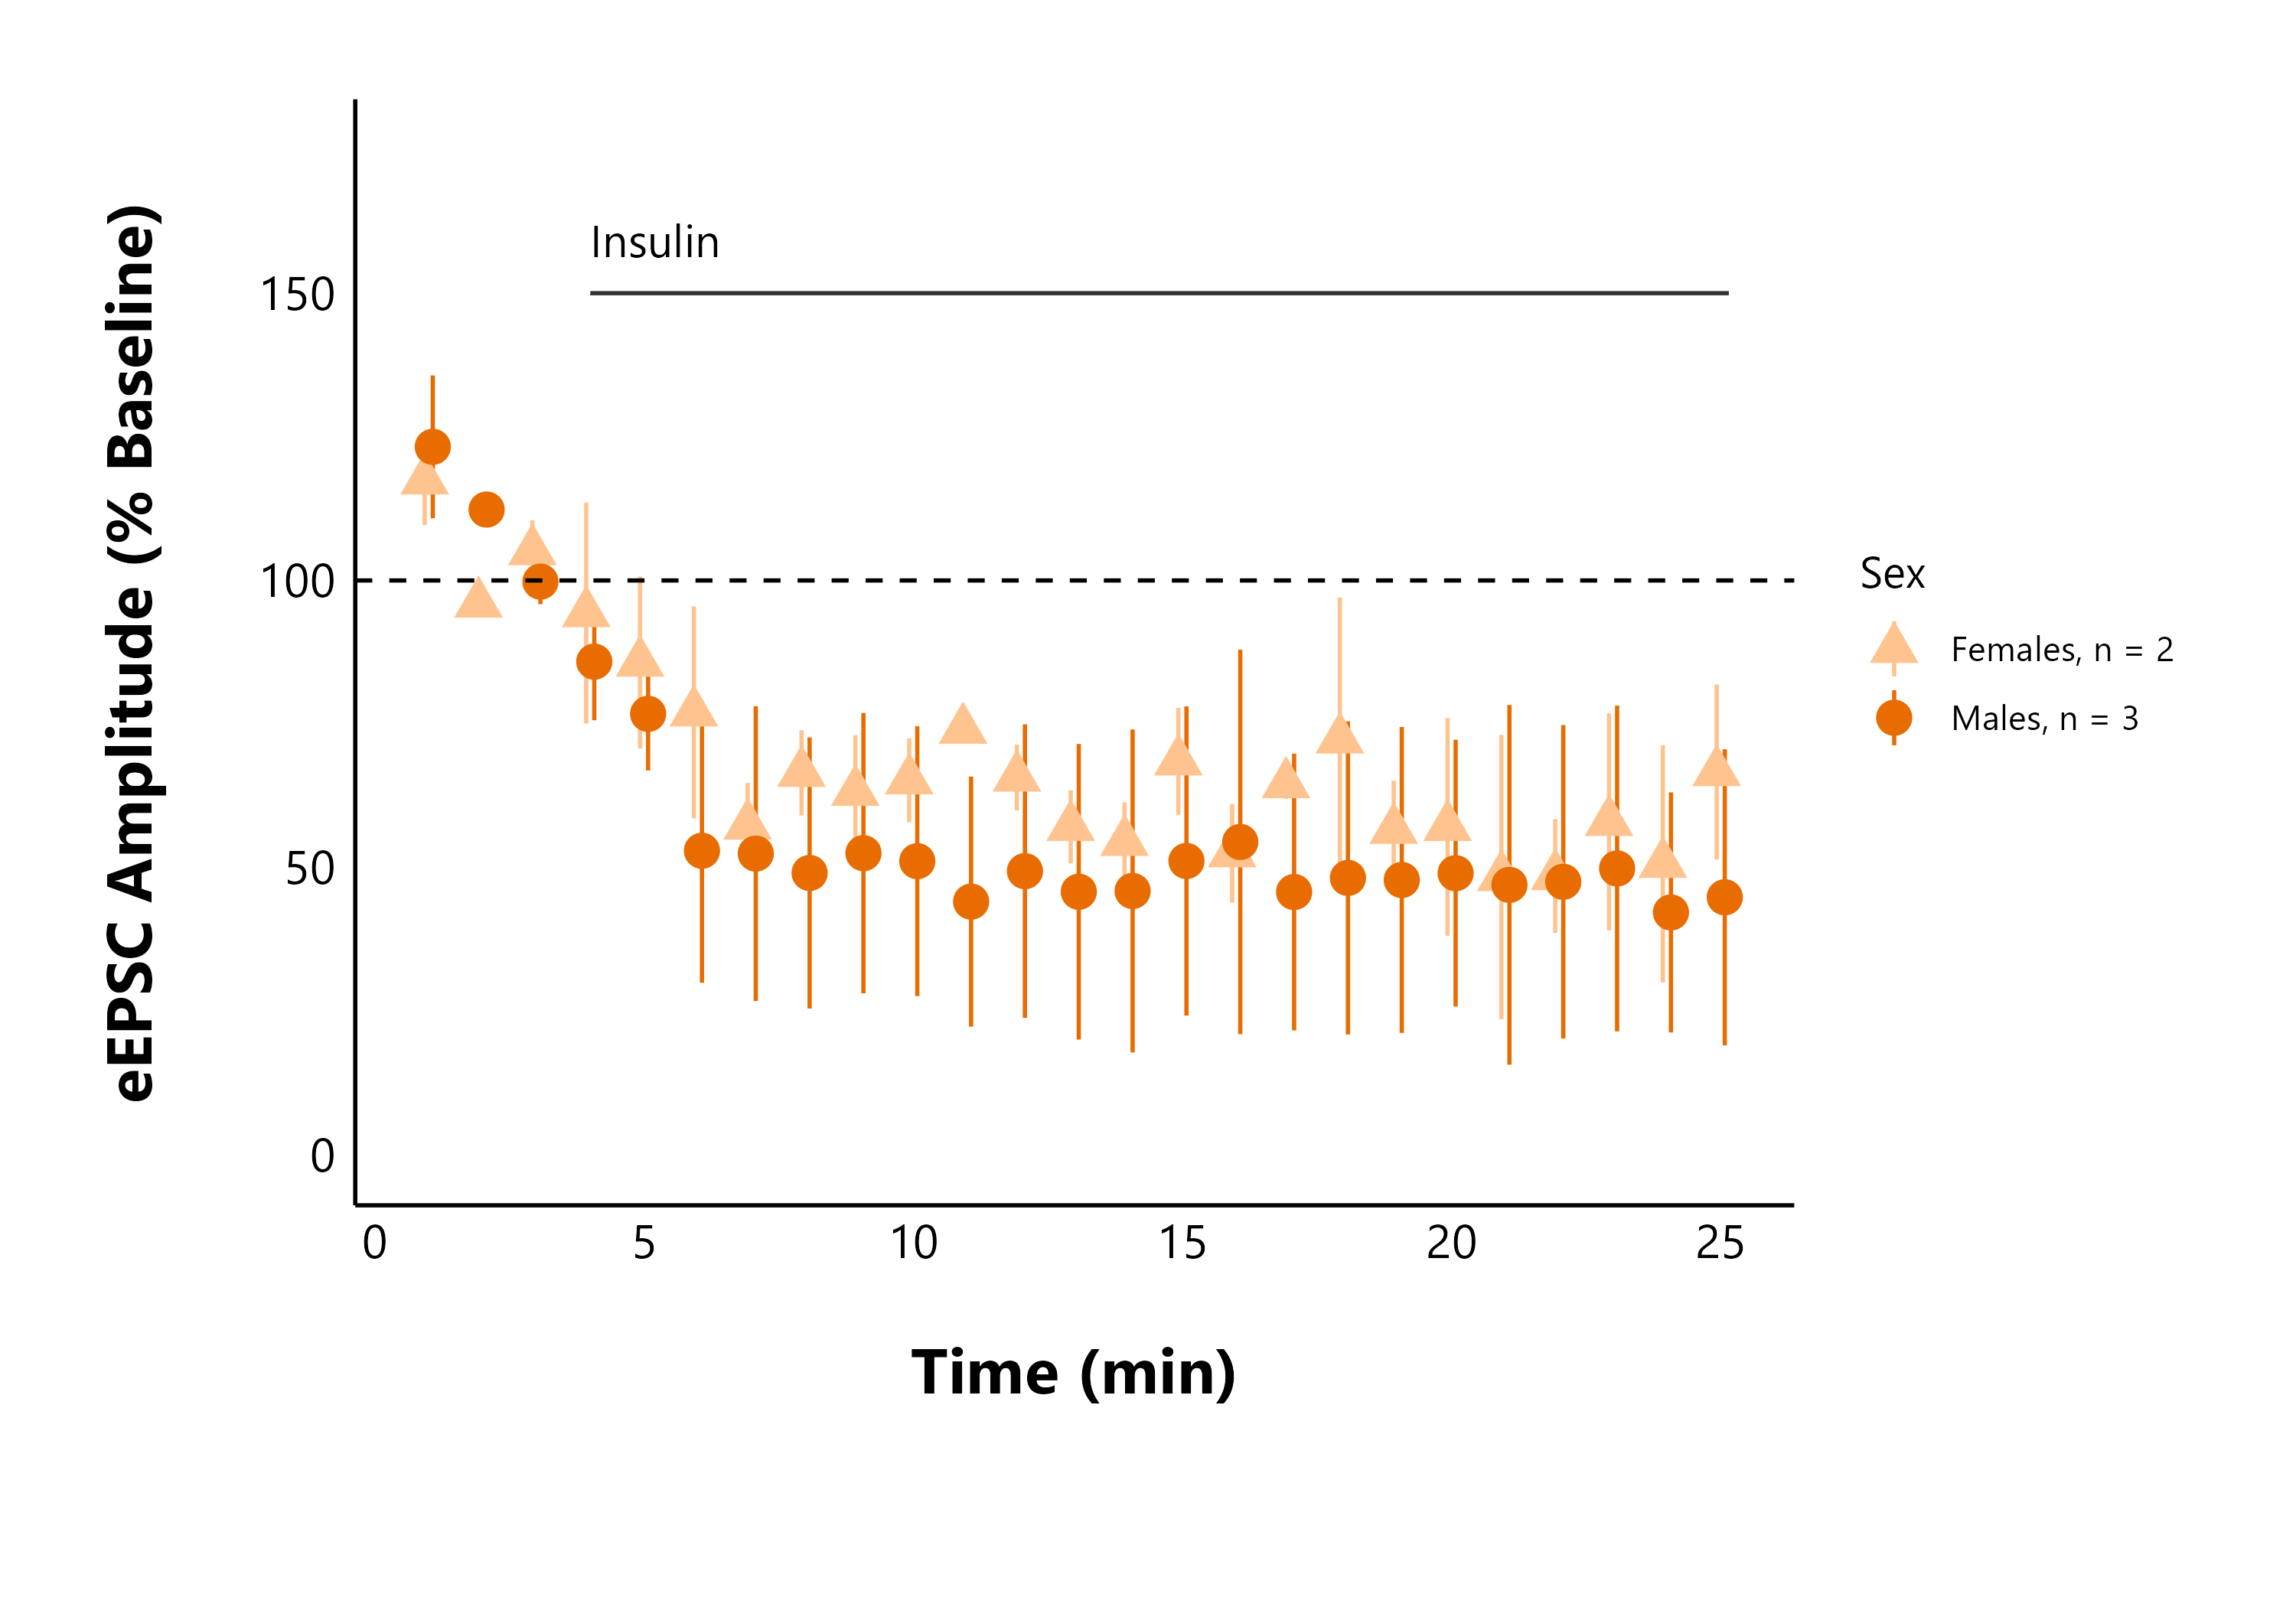 eEPSC Amplitude (% Baseline)
150
100
50
0
Insulin
0 5 10 15 20 25
Time (min)
Sex
Females, n = 2
Males, n = 3